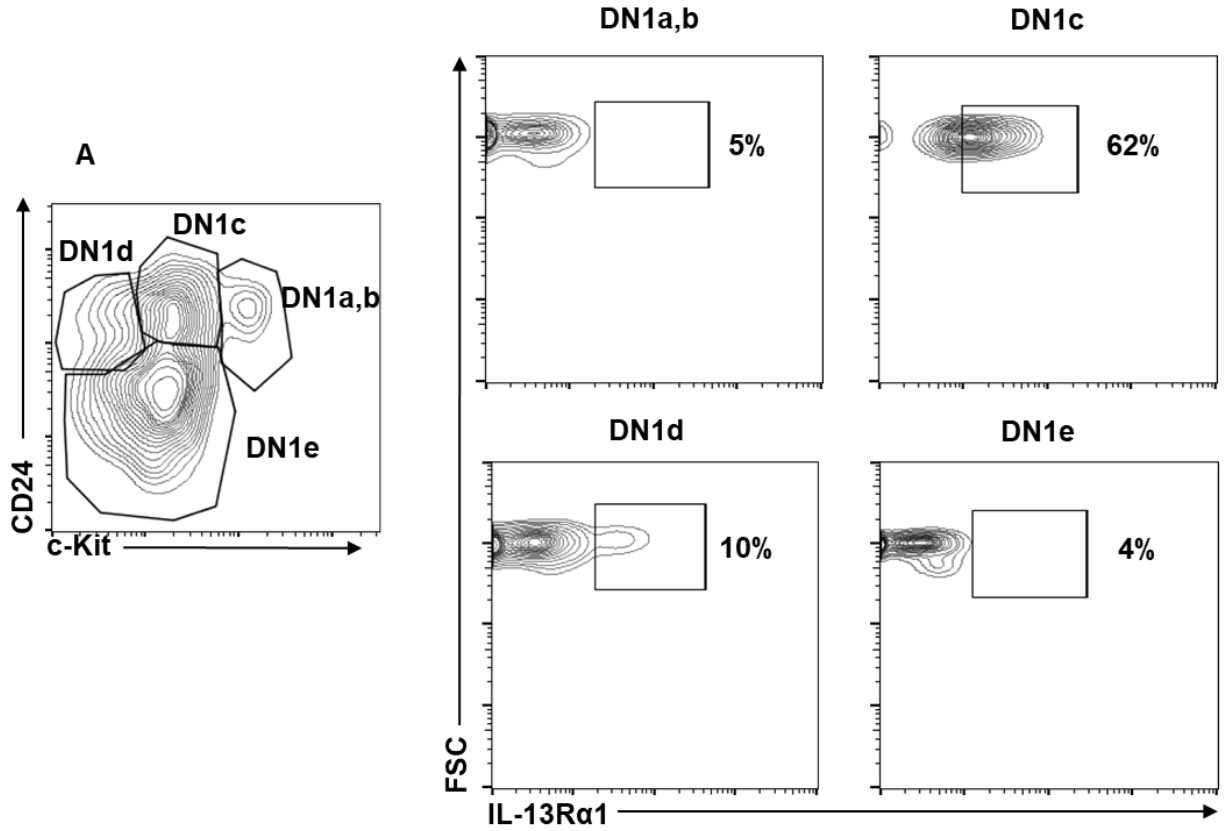 A
DN1c
DN1d
DN1a,b
DN1e
CD24
c-Kit
DN1a,b
5%
DN1c
62%
DN1d
10%
DN1e
4%
FSC
IL-13Rα1